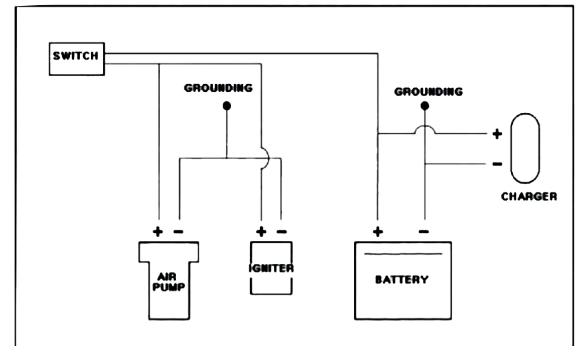 SWITCH
GROUNDING
GROUNDING
+
−
CHARGER
+ −
+ −
+ −
AIR
PUMP
IGNITER
BATTERY